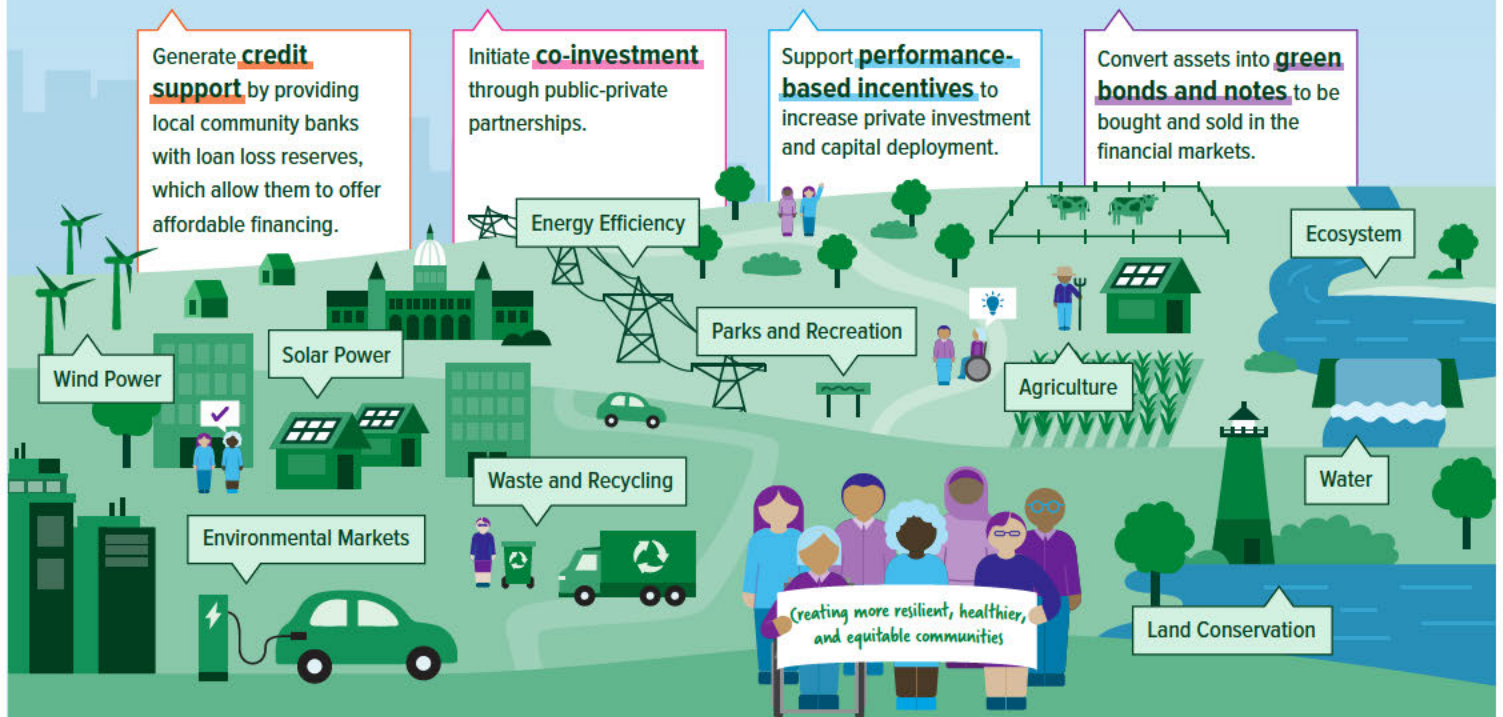 Generate credit
support by providing
local community banks
with loan loss reserves,
which allow them to offer
affordable financing.
Initiate co-investment
through public-private
partnerships.
Support performance-
based incentives to
increase private investment
and capital deployment.
Convert assets into green
bonds and notes to be
bought and sold in the
financial markets.
Energy Efficiency
Ecosystem
Parks and Recreation
Solar Power
Wind Power
Agriculture
Waste and Recycling
Water
Environmental Markets
Creating more resilient, healthier,
and equitable communities
Land Conservation